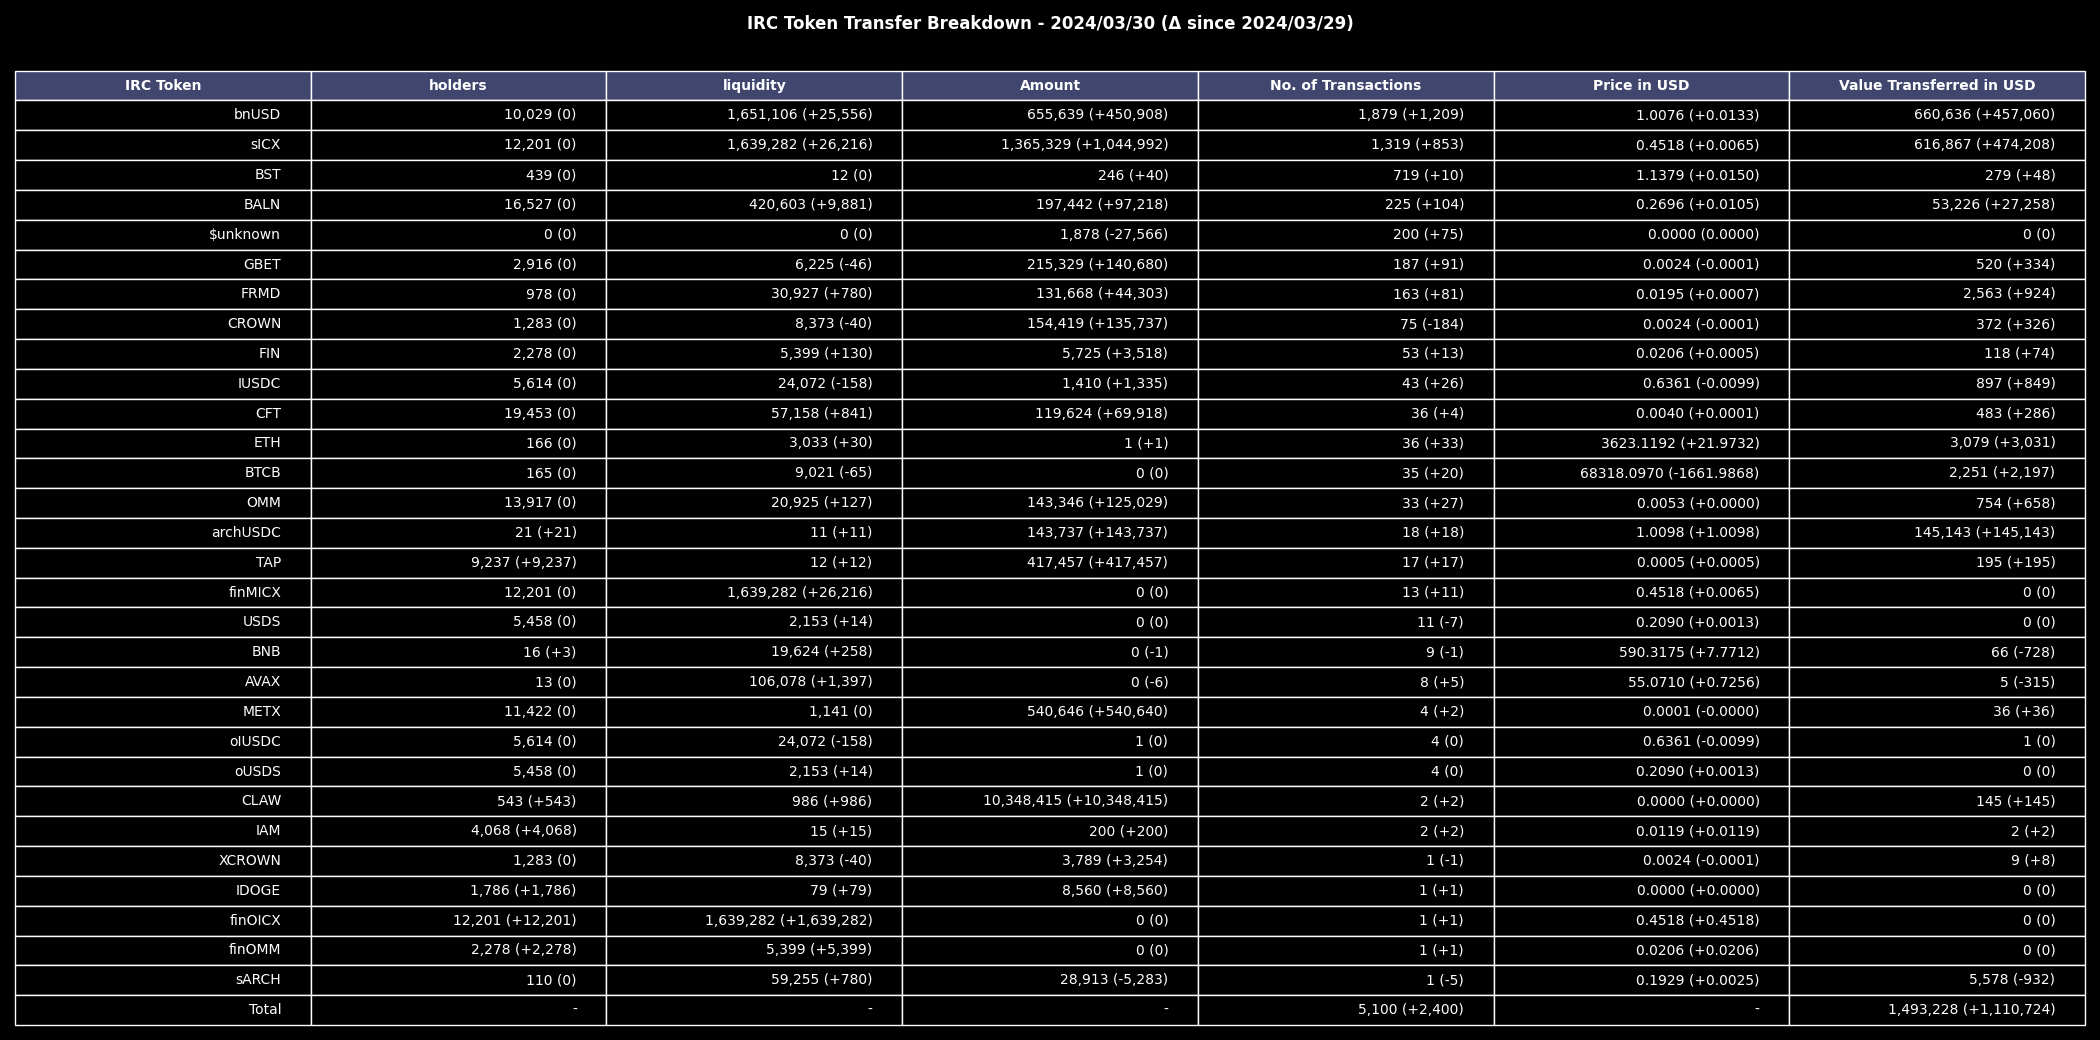 IRC Token Transfer Breakdown - 2024/03/30 (Δ since 2024/03/29)
IRC Token holders liquidity Amount No. of Transactions Price in USD Value Transferred in USD
bnUSD 10,029 (0) 1,651,106 (+25,556) 655,639 (+450,908) 1,879 (+1,209) 1.0076 (+0.0133) 660,636 (+457,060)
sICX 12,201 (0) 1,639,282 (+26,216) 1,365,329 (+1,044,992) 1,319 (+853) 0.4518 (+0.0065) 616,867 (+474,208)
BST 439 (0) 12 (0) 246 (+40) 719 (+10) 1.1379 (+0.0150) 279 (+48)
BALN 16,527 (0) 420,603 (+9,881) 197,442 (+97,218) 225 (+104) 0.2696 (+0.0105) 53,226 (+27,258)
$unknown 0 (0) 0 (0) 1,878 (-27,566) 200 (+75) 0.0000 (0.0000) 0 (0)
GBET 2,916 (0) 6,225 (-46) 215,329 (+140,680) 187 (+91) 0.0024 (-0.0001) 520 (+334)
FRMD 978 (0) 30,927 (+780) 131,668 (+44,303) 163 (+81) 0.0195 (+0.0007) 2,563 (+924)
CROWN 1,283 (0) 8,373 (-40) 154,419 (+135,737) 75 (-184) 0.0024 (-0.0001) 372 (+326)
FIN 2,278 (0) 5,399 (+130) 5,725 (+3,518) 53 (+13) 0.0206 (+0.0005) 118 (+74)
IUSDC 5,614 (0) 24,072 (-158) 1,410 (+1,335) 43 (+26) 0.6361 (-0.0099) 897 (+849)
CFT 19,453 (0) 57,158 (+841) 119,624 (+69,918) 36 (+4) 0.0040 (+0.0001) 483 (+286)
ETH 166 (0) 3,033 (+30) 1 (+1) 36 (+33) 3623.1192 (+21.9732) 3,079 (+3,031)
BTCB 165 (0) 9,021 (-65) 0 (0) 35 (+20) 68318.0970 (-1661.9868) 2,251 (+2,197)
OMM 13,917 (0) 20,925 (+127) 143,346 (+125,029) 33 (+27) 0.0053 (+0.0000) 754 (+658)
archUSDC 21 (+21) 11 (+11) 143,737 (+143,737) 18 (+18) 1.0098 (+1.0098) 145,143 (+145,143)
TAP 9,237 (+9,237) 12 (+12) 417,457 (+417,457) 17 (+17) 0.0005 (+0.0005) 195 (+195)
finMICX 12,201 (0) 1,639,282 (+26,216) 0 (0) 13 (+11) 0.4518 (+0.0065) 0 (0)
USDS 5,458 (0) 2,153 (+14) 0 (0) 11 (-7) 0.2090 (+0.0013) 0 (0)
BNB 16 (+3) 19,624 (+258) 0 (-1) 9 (-1) 590.3175 (+7.7712) 66 (-728)
AVAX 13 (0) 106,078 (+1,397) 0 (-6) 8 (+5) 55.0710 (+0.7256) 5 (-315)
METX 11,422 (0) 1,141 (0) 540,646 (+540,640) 4 (+2) 0.0001 (-0.0000) 36 (+36)
oIUSDC 5,614 (0) 24,072 (-158) 1 (0) 4 (0) 0.6361 (-0.0099) 1 (0)
oUSDS 5,458 (0) 2,153 (+14) 1 (0) 4 (0) 0.2090 (+0.0013) 0 (0)
CLAW 543 (+543) 986 (+986) 10,348,415 (+10,348,415) 2 (+2) 0.0000 (+0.0000) 145 (+145)
IAM 4,068 (+4,068) 15 (+15) 200 (+200) 2 (+2) 0.0119 (+0.0119) 2 (+2)
XCROWN 1,283 (0) 8,373 (-40) 3,789 (+3,254) 1 (-1) 0.0024 (-0.0001) 9 (+8)
IDOGE 1,786 (+1,786) 79 (+79) 8,560 (+8,560) 1 (+1) 0.0000 (+0.0000) 0 (0)
finOICX 12,201 (+12,201) 1,639,282 (+1,639,282) 0 (0) 1 (+1) 0.4518 (+0.4518) 0 (0)
finOMM 2,278 (+2,278) 5,399 (+5,399) 0 (0) 1 (+1) 0.0206 (+0.0206) 0 (0)
sARCH 110 (0) 59,255 (+780) 28,913 (-5,283) 1 (-5) 0.1929 (+0.0025) 5,578 (-932)
Total - - - 5,100 (+2,400) - 1,493,228 (+1,110,724)